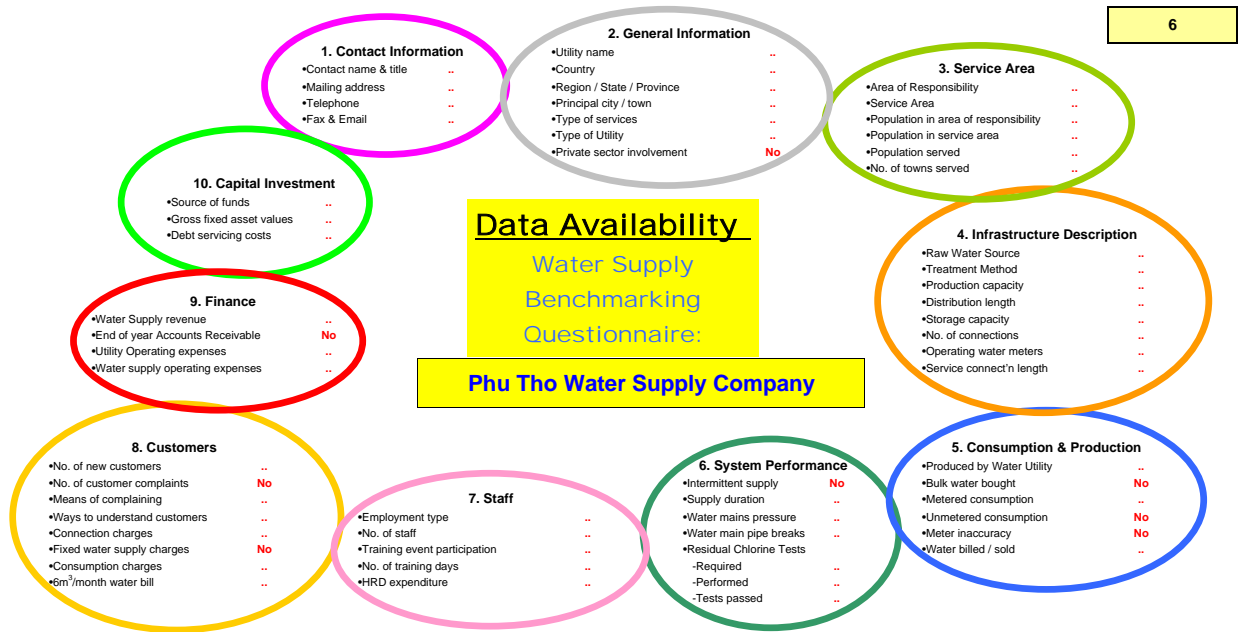 6
1. Contact Information
•Contact name & title ..
•Mailing address ..
•Telephone ..
•Fax & Email ..
2. General Information
•Utility name ..
•Country ..
•Region / State / Province ..
•Principal city / town ..
•Type of services ..
•Type of Utility ..
•Private sector involvement No
3. Service Area
•Area of Responsibility ..
•Service Area ..
•Population in area of responsibility ..
•Population in service area ..
•Population served ..
•No. of towns served ..
10. Capital Investment
•Source of funds ..
•Gross fixed asset values ..
•Debt servicing costs ..
Data Availability
Water Supply
Benchmarking
Questionnaire:
Phu Tho Water Supply Company
4. Infrastructure Description
•Raw Water Source ..
•Treatment Method ..
•Production capacity ..
•Distribution length ..
•Storage capacity ..
•No. of connections ..
•Operating water meters ..
•Service connect'n length ..
9. Finance
•Water Supply revenue ..
•End of year Accounts Receivable No
•Utility Operating expenses ..
•Water supply operating expenses ..
8. Customers
•No. of new customers ..
•No. of customer complaints No
•Means of complaining ..
•Ways to understand customers ..
•Connection charges ..
•Fixed water supply charges No
•Consumption charges ..
•6m³/month water bill ..
7. Staff
•Employment type ..
•No. of staff ..
•Training event participation ..
•No. of training days ..
•HRD expenditure ..
6. System Performance
•Intermittent supply No
•Supply duration ..
•Water mains pressure ..
•Water main pipe breaks ..
•Residual Chlorine Tests
-Required ..
-Performed ..
-Tests passed ..
5. Consumption & Production
•Produced by Water Utility ..
•Bulk water bought No
•Metered consumption ..
•Unmetered consumption No
•Meter inaccuracy No
•Water billed / sold ..